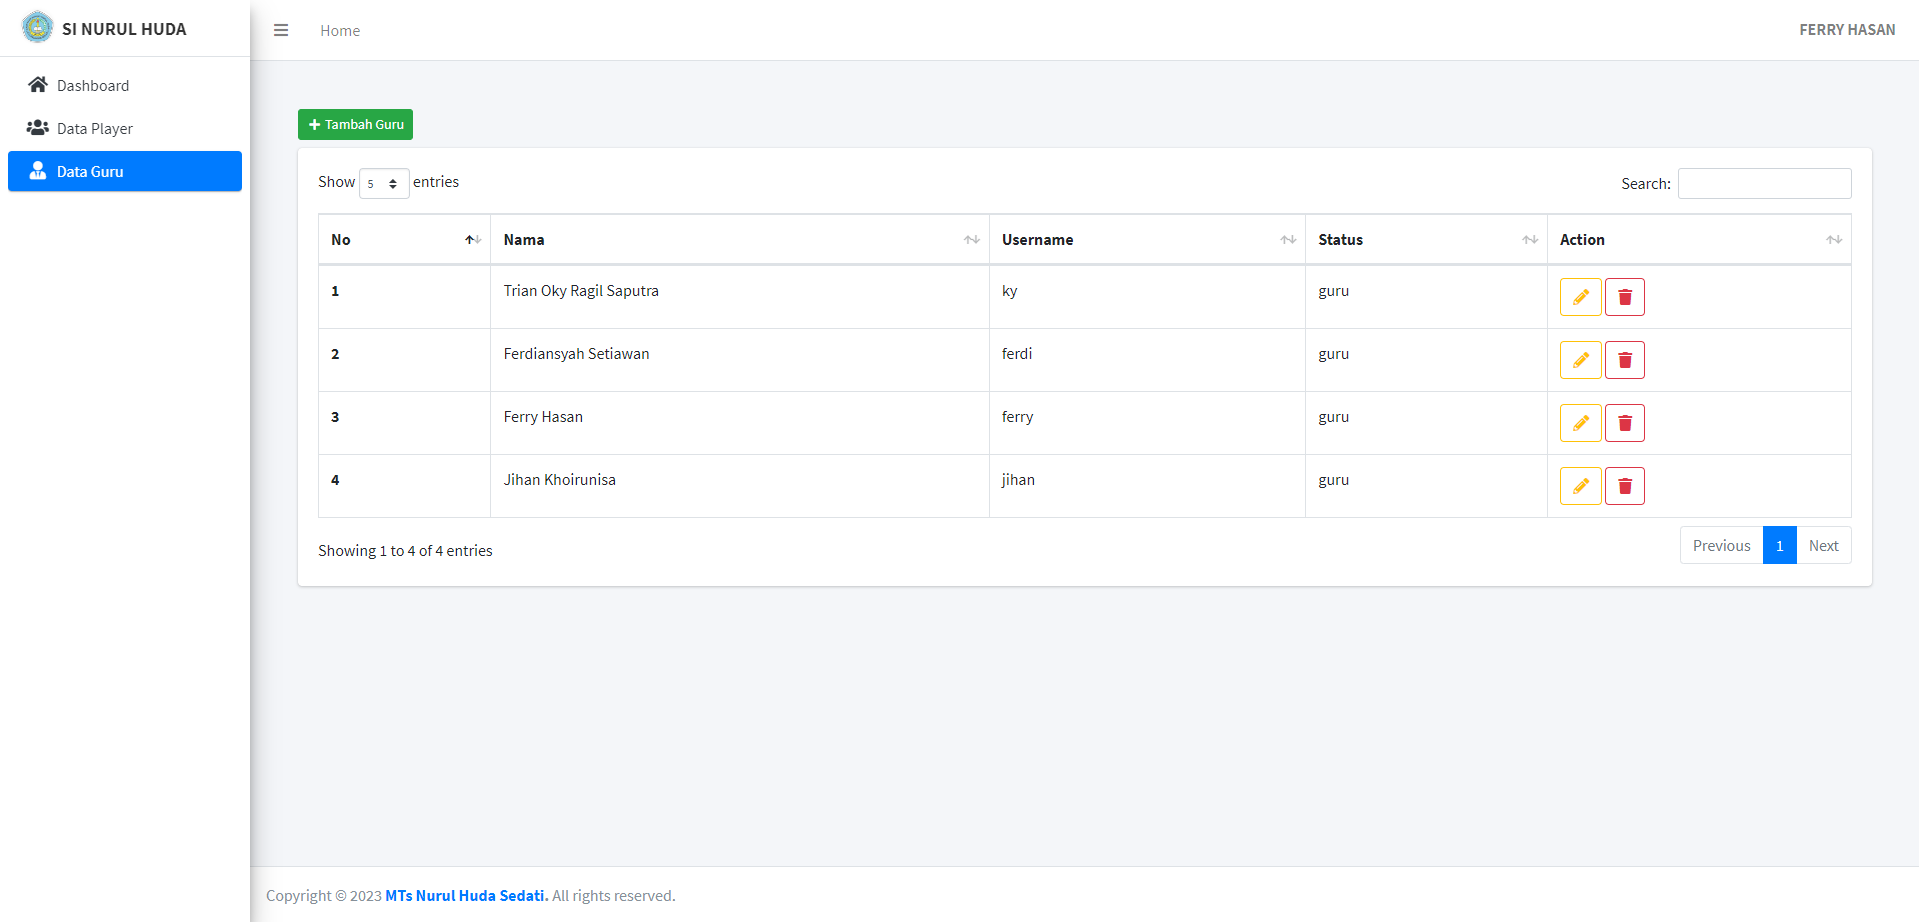 SI NURUL HUDA
Home
FERRY HASAN
Dashboard
Data Player
Data Guru
Tambah Guru
Show 5 entries
Search:
No Nama Username Status Action
1 Trian Oky Ragil Saputra ky guru
2 Ferdiansyah Setiawan ferdi guru
3 Ferry Hasan ferry guru
4 Jihan Khoirunisa jihan guru
Showing 1 to 4 of 4 entries
Previous 1 Next
Copyright © 2023 MTs Nurul Huda Sedati. All rights reserved.